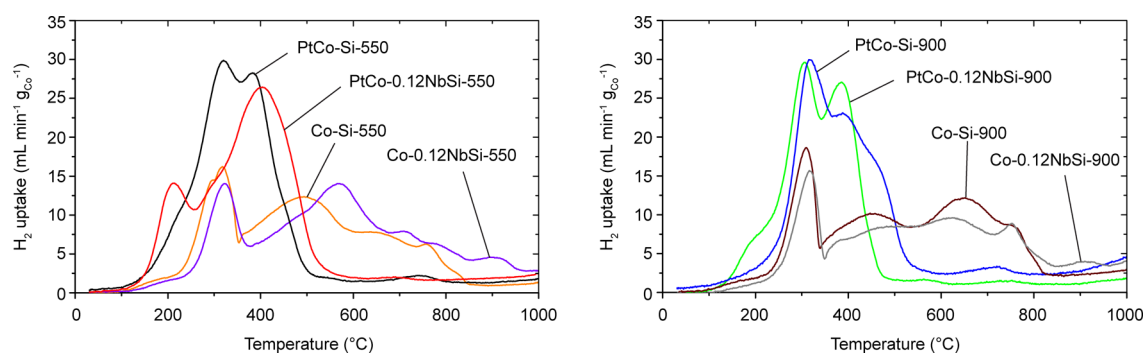 35
30
25
20
15
10
5
0
H₂ uptake (mL min⁻¹ g_Co⁻¹)
PtCo-Si-550
PtCo-0.12NbSi-550
Co-Si-550
Co-0.12NbSi-550
0 200 400 600 800 1000
Temperature (°C)
35
30
25
20
15
10
5
0
H₂ uptake (mL min⁻¹ g_Co⁻¹)
PtCo-Si-900
PtCo-0.12NbSi-900
Co-Si-900
Co-0.12NbSi-900
0 200 400 600 800 1000
Temperature (°C)